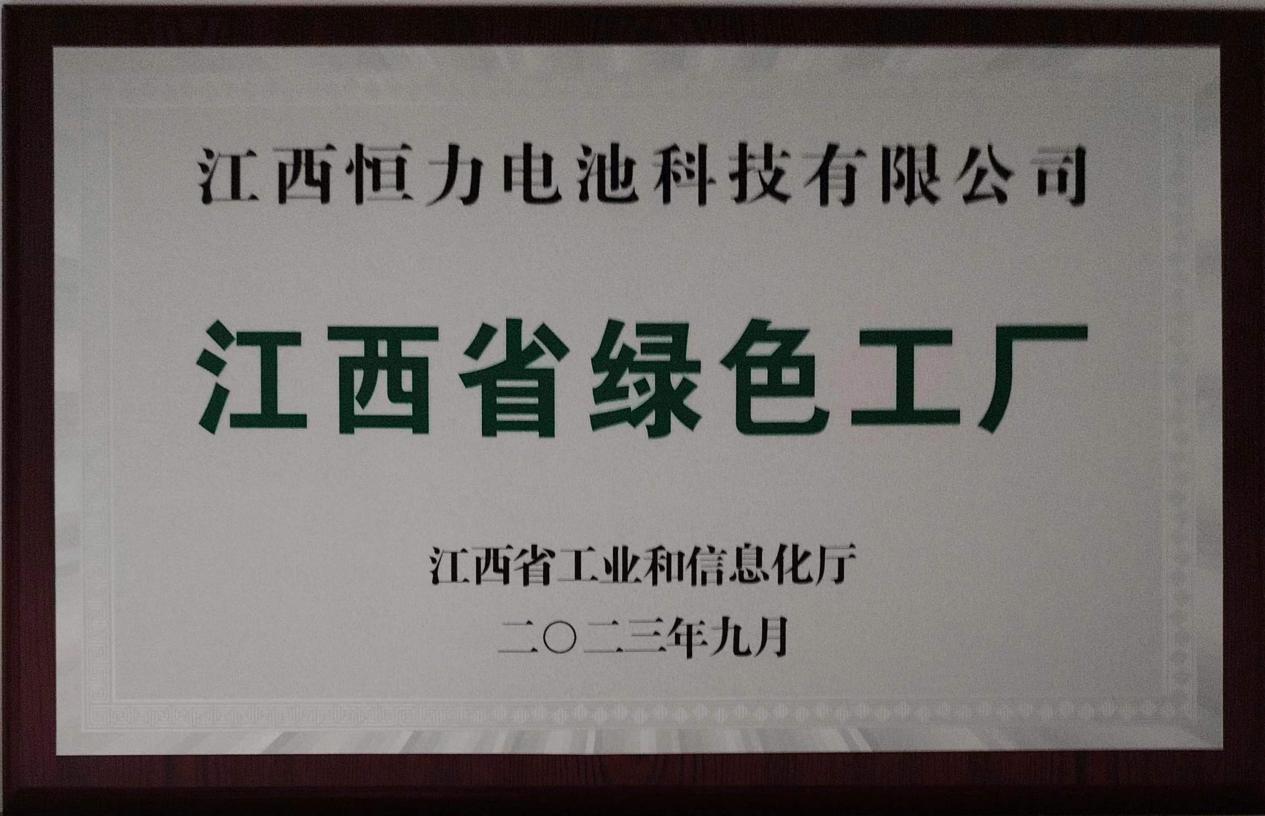 江西恒力电池科技有限公司
江西省绿色工厂
江西省工业和信息化厅
二〇二三年九月